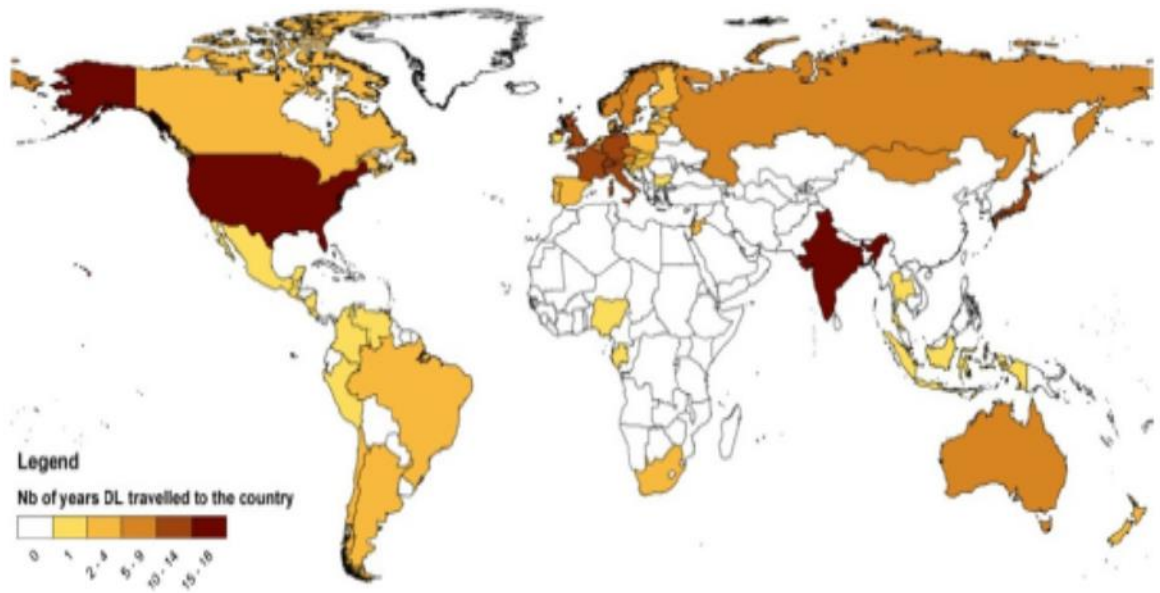 Legend
Nb of years DL travelled to the country
0
1
2 - 4
5 - 9
10 - 14
15 - 16